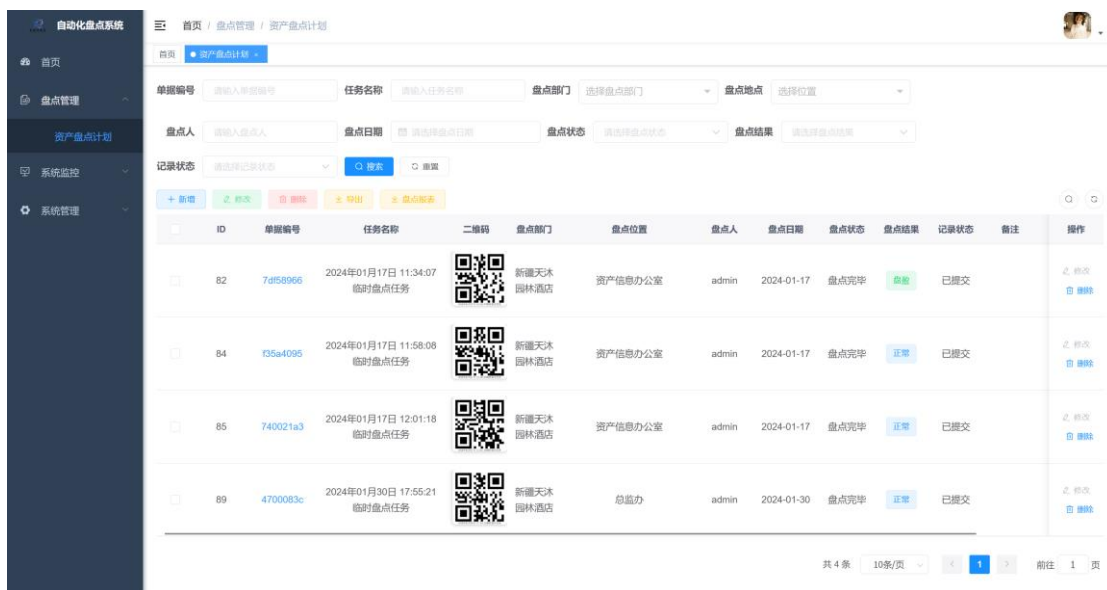 自动化盘点系统
首页 / 盘点管理 / 资产盘点计划
首页
盘点管理
资产盘点计划
系统监控
系统管理
首页 资产盘点计划 ×
单据编号 请输入单据编号 任务名称 请输入任务名称 盘点部门 选择盘点部门 盘点地点 选择位置
盘点人 请输入盘点人 盘点日期 请选择盘点日期 盘点状态 请选择盘点状态 盘点结果 请选择盘点结果
记录状态 请选择记录状态 搜索 重置
+ 新增 修改 删除 导出 盘点报表
ID 单据编号 任务名称 二维码 盘点部门 盘点位置 盘点人 盘点日期 盘点状态 盘点结果 记录状态 备注 操作
82 7df58966 2024年01月17日 11:34:07 新疆天沐 资产信息办公室 admin 2024-01-17 盘点完毕 盘盈 已提交 修改
临时盘点任务 园林酒店 删除
84 f35a4095 2024年01月17日 11:58:08 新疆天沐 资产信息办公室 admin 2024-01-17 盘点完毕 正常 已提交 修改
临时盘点任务 园林酒店 删除
85 740021a3 2024年01月17日 12:01:18 新疆天沐 资产信息办公室 admin 2024-01-17 盘点完毕 正常 已提交 修改
临时盘点任务 园林酒店 删除
89 4700083c 2024年01月30日 17:55:21 新疆天沐 总监办 admin 2024-01-30 盘点完毕 正常 已提交 修改
临时盘点任务 园林酒店 删除
共 4 条 10条/页 < 1 > 前往 1 页